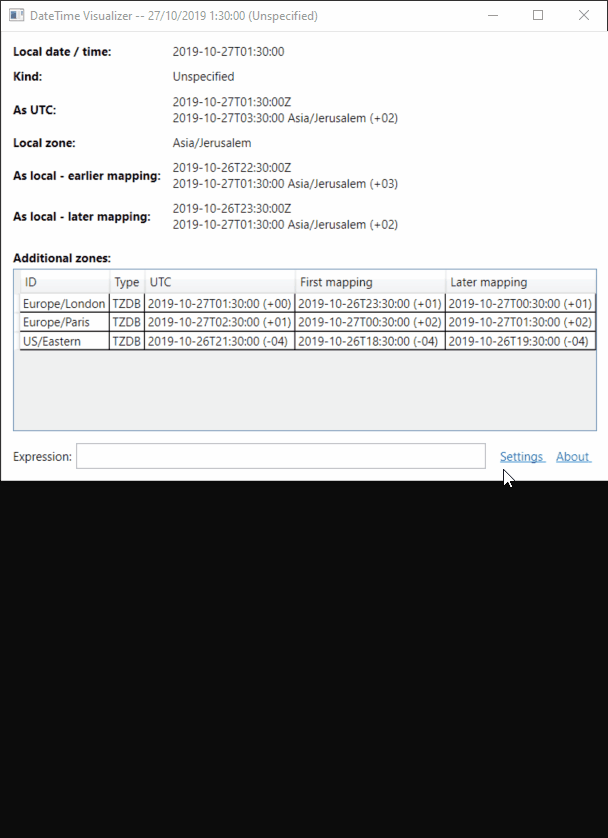 DateTime Visualizer -- 27/10/2019 1:30:00 (Unspecified)
Local date / time: 2019-10-27T01:30:00
Kind: Unspecified
As UTC: 2019-10-27T01:30:00Z
2019-10-27T03:30:00 Asia/Jerusalem (+02)
Local zone: Asia/Jerusalem
As local - earlier mapping: 2019-10-26T22:30:00Z
2019-10-27T01:30:00 Asia/Jerusalem (+03)
As local - later mapping: 2019-10-26T23:30:00Z
2019-10-27T01:30:00 Asia/Jerusalem (+02)
Additional zones:
ID Type UTC First mapping Later mapping
Europe/London TZDB 2019-10-27T01:30:00 (+00) 2019-10-26T23:30:00 (+01) 2019-10-27T00:30:00 (+01)
Europe/Paris TZDB 2019-10-27T02:30:00 (+01) 2019-10-27T00:30:00 (+02) 2019-10-27T01:30:00 (+02)
US/Eastern TZDB 2019-10-26T21:30:00 (-04) 2019-10-26T18:30:00 (-04) 2019-10-26T19:30:00 (-04)
Expression: Settings About